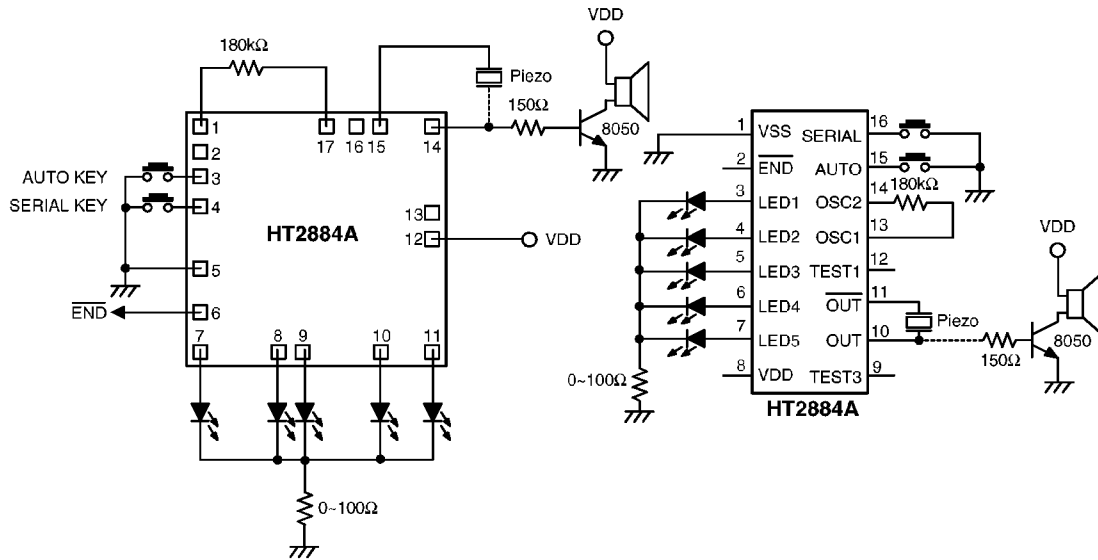 180kΩ
Piezo
150Ω
VDD
8050
1
17
16
15
14
2
AUTO KEY
3
SERIAL KEY
4
13
HT2884A
12
VDD
5
END
6
7
8
9
10
11
0~100Ω
1
VSS
SERIAL
16
2
END
AUTO
15
3
LED1
OSC2
14
180kΩ
4
LED2
OSC1
13
5
LED3
TEST1
12
6
LED4
OUT
11
Piezo
7
LED5
OUT
10
150Ω
8050
VDD
8
VDD
TEST3
9
0~100Ω
HT2884A